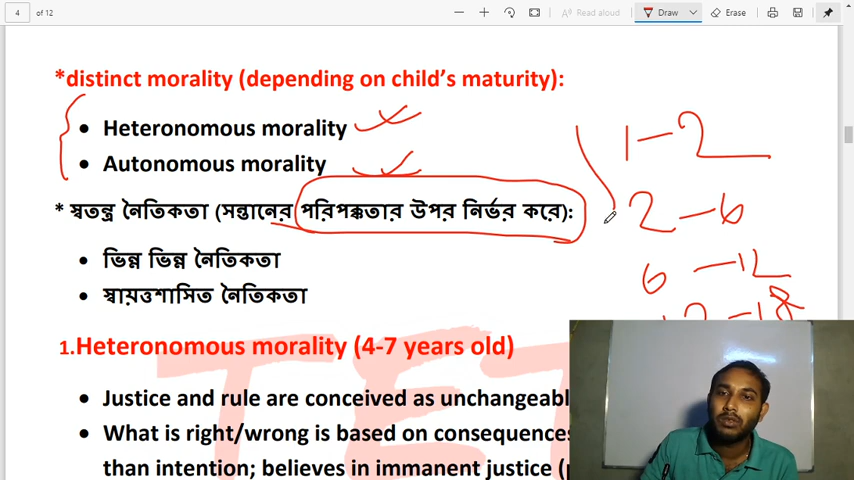 4 of 12 Read aloud Draw Erase
*distinct morality (depending on child's maturity):
• Heteronomous morality
• Autonomous morality
* স্বতন্ত্র নৈতিকতা (সন্তানের পরিপক্কতার উপর নির্ভর করে):
• ভিন্ন ভিন্ন নৈতিকতা
• স্বায়ত্তশাসিত নৈতিকতা
1.Heteronomous morality (4-7 years old)
• Justice and rule are conceived as unchangeabl
• What is right/wrong is based on consequences
than intention; believes in immanent justice (
1-2
2-6
6-12
TET